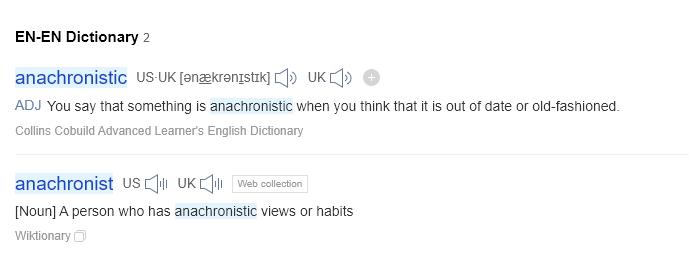 EN-EN Dictionary 2
anachronistic US·UK [ənækrənɪstɪk] UK
ADJ You say that something is anachronistic when you think that it is out of date or old-fashioned.
Collins Cobuild Advanced Learner's English Dictionary
anachronist US UK Web collection
[Noun] A person who has anachronistic views or habits
Wiktionary